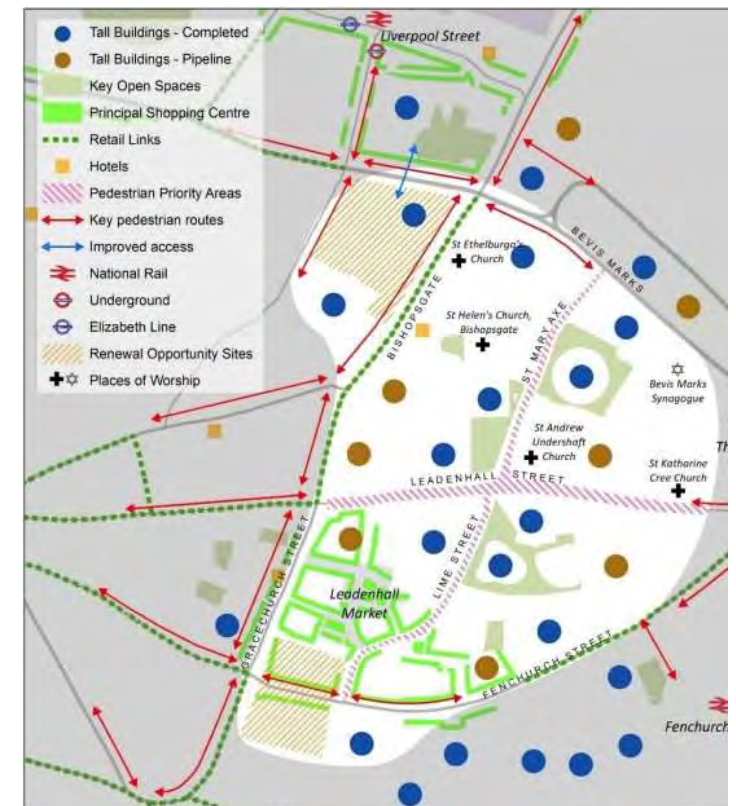 Tall Buildings - Completed
Tall Buildings - Pipeline
Key Open Spaces
Principal Shopping Centre
Retail Links
Hotels
Pedestrian Priority Areas
Key pedestrian routes
Improved access
National Rail
Underground
Elizabeth Line
Renewal Opportunity Sites
Places of Worship
Liverpool Street
BEVIS MARKS
St Ethelburga's
Church
BISHOPSGATE
St Helen's Church,
Bishopsgate
ST MARY AXE
Bevis Marks
Synagogue
St Andrew
Undershaft
Church
Th
St Katharine
Cree Church
LEADENHALL STREET
GRACECHURCH STREET
LIME STREET
Leadenhall
Market
FENCHURCH STREET
Fenchurch